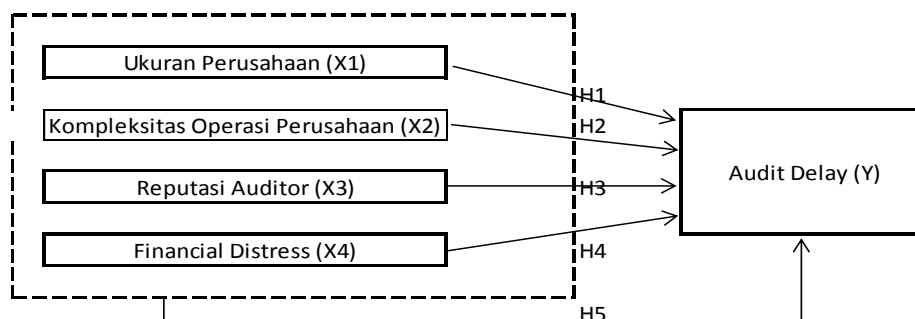 Ukuran Perusahaan (X1)
H1
Kompleksitas Operasi Perusahaan (X2)
H2
Reputasi Auditor (X3)
H3
Audit Delay (Y)
Financial Distress (X4)
H4
H5